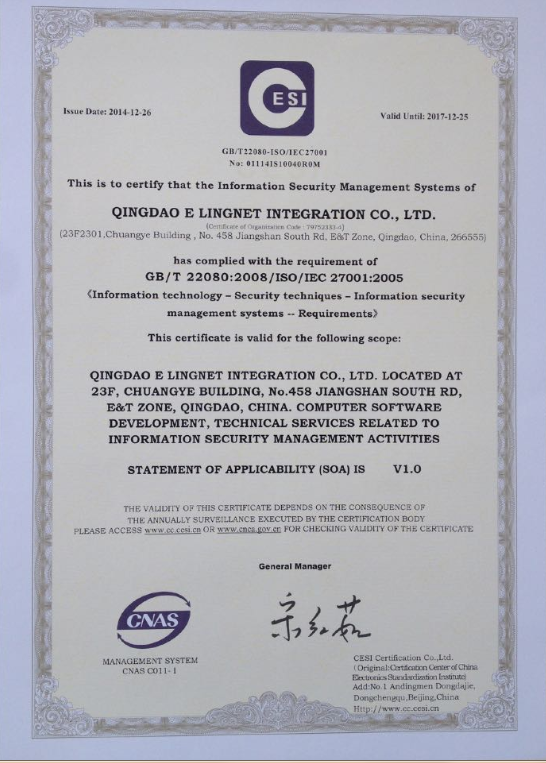 CESI
Issue Date: 2014-12-26
Valid Until: 2017-12-25
GB/T22080-ISO/IEC27001
No: 01114IS10040R0M
This is to certify that the Information Security Management Systems of
QINGDAO E LINGNET INTEGRATION CO., LTD.
(Certificate of Organization Code :
(23F2301,Chuangye Building , No. 458 Jiangshan South Rd, E&T Zone, Qingdao, China, 266555)
has complied with the requirement of
GB/T 22080:2008/ISO/IEC 27001:2005
《Information technology – Security techniques – Information security
management systems -- Requirements》
This certificate is valid for the following scope:
QINGDAO E LINGNET INTEGRATION CO., LTD. LOCATED AT
23F, CHUANGYE BUILDING, No.458 JIANGSHAN SOUTH RD,
E&T ZONE, QINGDAO, CHINA. COMPUTER SOFTWARE
DEVELOPMENT, TECHNICAL SERVICES RELATED TO
INFORMATION SECURITY MANAGEMENT ACTIVITIES
STATEMENT OF APPLICABILITY (SOA) IS V1.0
THE VALIDITY OF THIS CERTIFICATE DEPENDS ON THE CONSEQUENCE OF
THE ANNUALLY SURVEILLANCE EXECUTED BY THE CERTIFICATION BODY
PLEASE ACCESS www.cc.cesi.cn OR www.cnca.gov.cn FOR CHECKING VALIDITY OF THE CERTIFICATE
General Manager
CNAS
MANAGEMENT SYSTEM
CNAS C011-I
CESI Certification Co.,Ltd.
(Original:Certification Center of China
Electronics Standardization Institute)
Add:No.1 Andingmen Dongdajie,
Dongchengqu,Beijing,China
Http://www.cc.cesi.cn